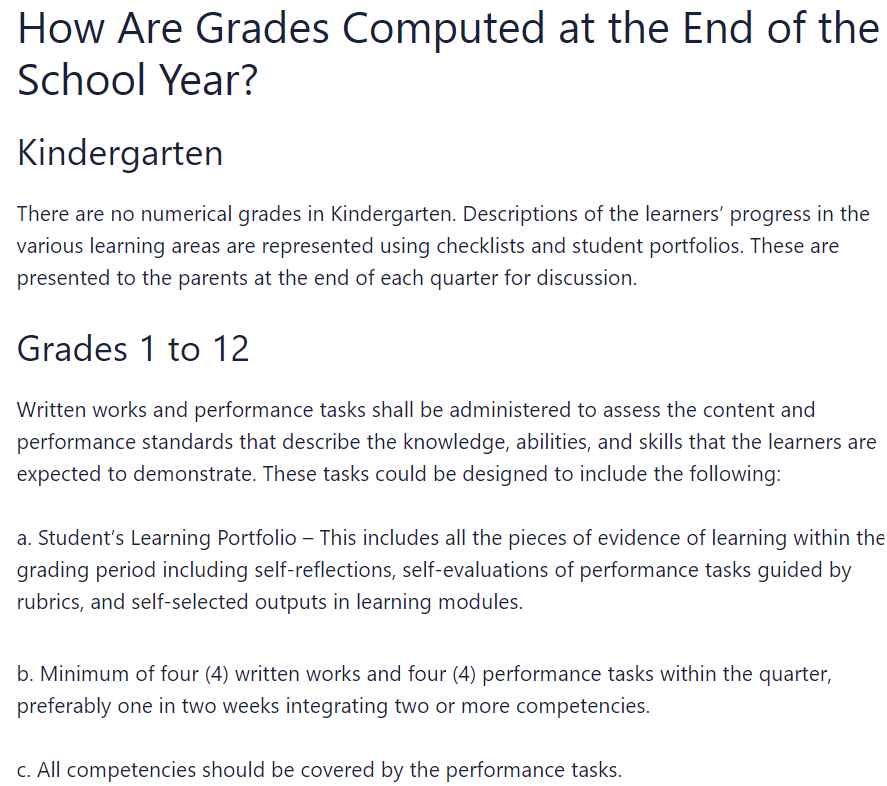 How Are Grades Computed at the End of the
School Year?
Kindergarten
There are no numerical grades in Kindergarten. Descriptions of the learners’ progress in the
various learning areas are represented using checklists and student portfolios. These are
presented to the parents at the end of each quarter for discussion.
Grades 1 to 12
Written works and performance tasks shall be administered to assess the content and
performance standards that describe the knowledge, abilities, and skills that the learners are
expected to demonstrate. These tasks could be designed to include the following:
a. Student’s Learning Portfolio – This includes all the pieces of evidence of learning within the
grading period including self-reflections, self-evaluations of performance tasks guided by
rubrics, and self-selected outputs in learning modules.
b. Minimum of four (4) written works and four (4) performance tasks within the quarter,
preferably one in two weeks integrating two or more competencies.
c. All competencies should be covered by the performance tasks.